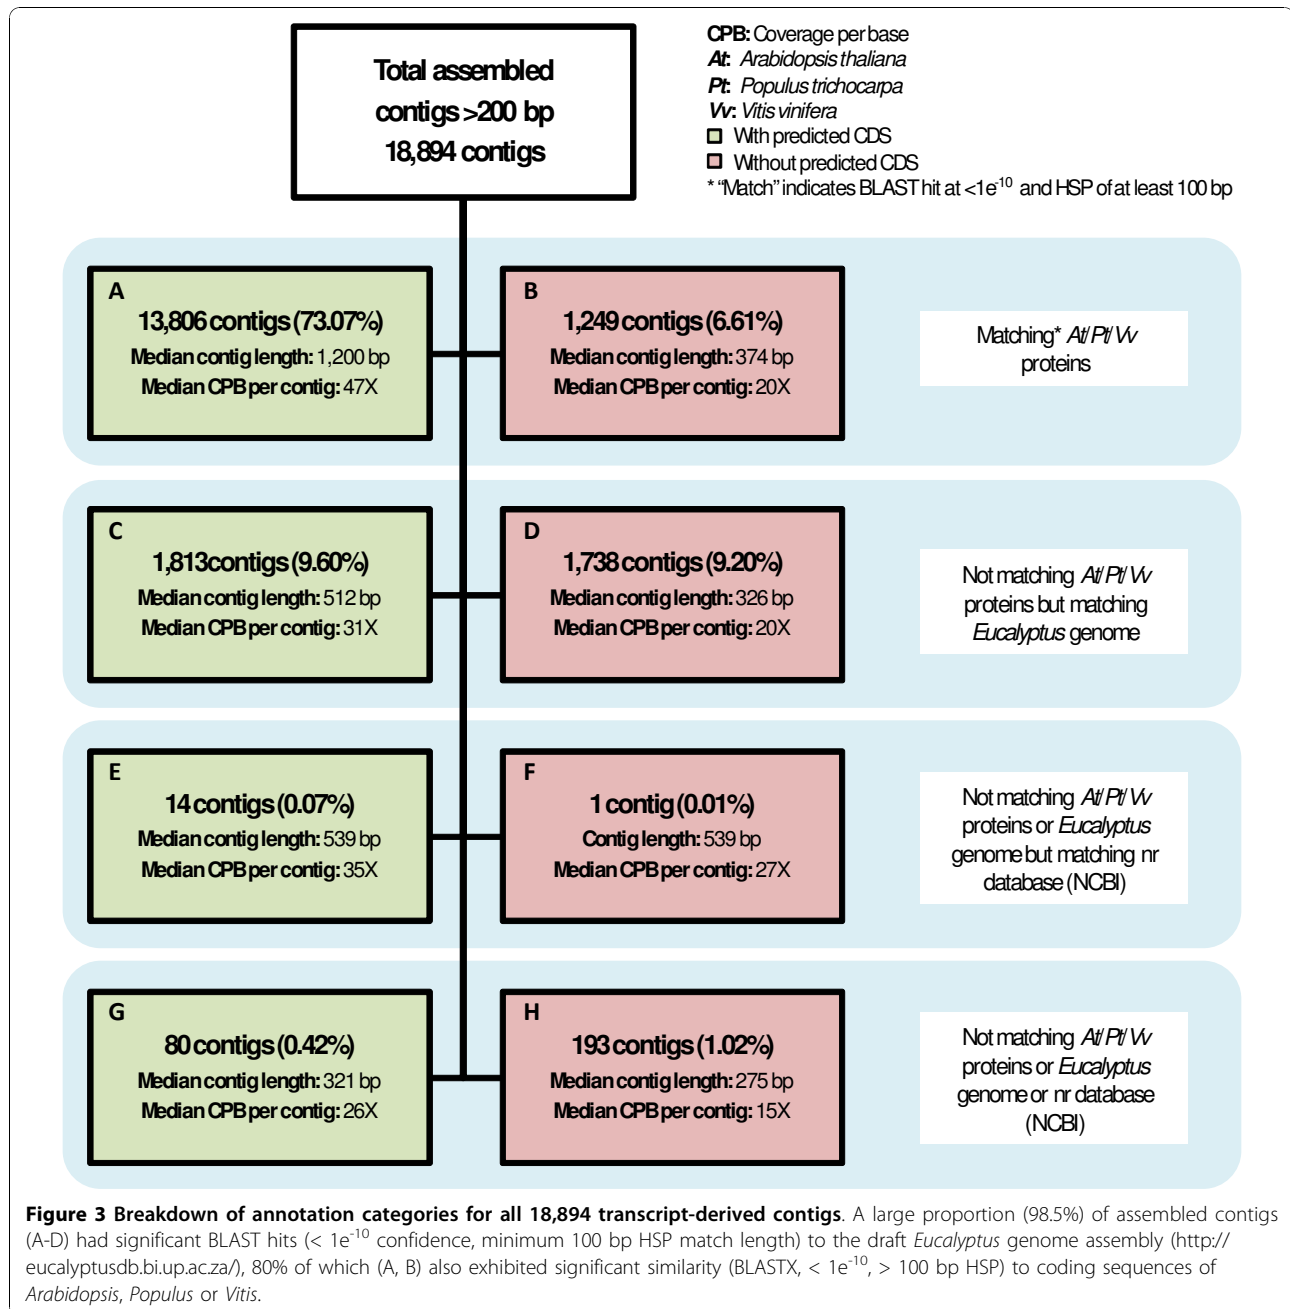 Total assembled
contigs >200 bp
18,894 contigs
CPB: Coverage per base
At: Arabidopsis thaliana
Pt: Populus trichocarpa
Vv: Vitis vinifera
With predicted CDS
Without predicted CDS
* "Match" indicates BLAST hit at <1e-10 and HSP of at least 100 bp
A
13,806 contigs (73.07%)
Median contig length: 1,200 bp
Median CPB per contig: 47X
B
1,249 contigs (6.61%)
Median contig length: 374 bp
Median CPB per contig: 20X
Matching* At/Pt/Vv
proteins
C
1,813 contigs (9.60%)
Median contig length: 512 bp
Median CPB per contig: 31X
D
1,738 contigs (9.20%)
Median contig length: 326 bp
Median CPB per contig: 20X
Not matching At/Pt/Vv
proteins but matching
Eucalyptus genome
E
14 contigs (0.07%)
Median contig length: 539 bp
Median CPB per contig: 35X
F
1 contig (0.01%)
Contig length: 539 bp
Median CPB per contig: 27X
Not matching At/Pt/Vv
proteins or Eucalyptus
genome but matching nr
database (NCBI)
G
80 contigs (0.42%)
Median contig length: 321 bp
Median CPB per contig: 26X
H
193 contigs (1.02%)
Median contig length: 275 bp
Median CPB per contig: 15X
Not matching At/Pt/Vv
proteins or Eucalyptus
genome or nr database
(NCBI)
Figure 3 Breakdown of annotation categories for all 18,894 transcript-derived contigs. A large proportion (98.5%) of assembled contigs
(A-D) had significant BLAST hits (< 1e-10 confidence, minimum 100 bp HSP match length) to the draft Eucalyptus genome assembly (http://
eucalyptusdb.bi.up.ac.za/), 80% of which (A, B) also exhibited significant similarity (BLASTX, < 1e-10, > 100 bp HSP) to coding sequences of
Arabidopsis, Populus or Vitis.